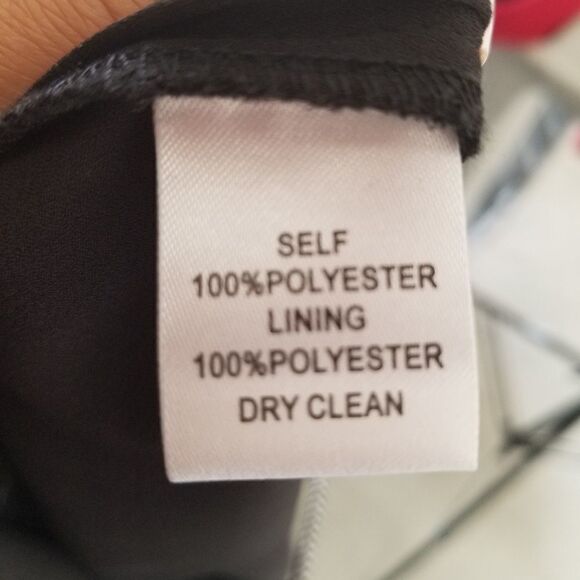 SELF
100%POLYESTER
LINING
100%POLYESTER
DRY CLEAN